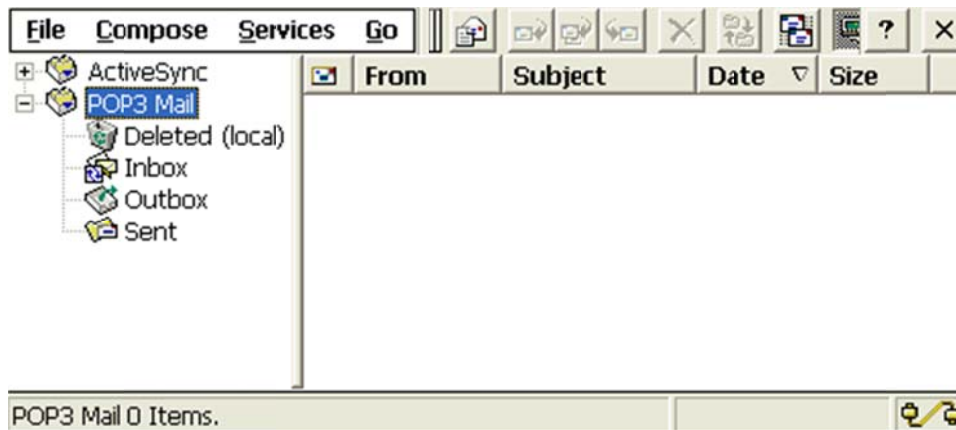 File Compose Services Go ? ×
ActiveSync
POP3 Mail
Deleted (local)
Inbox
Outbox
Sent
From Subject Date Size
POP3 Mail 0 Items.